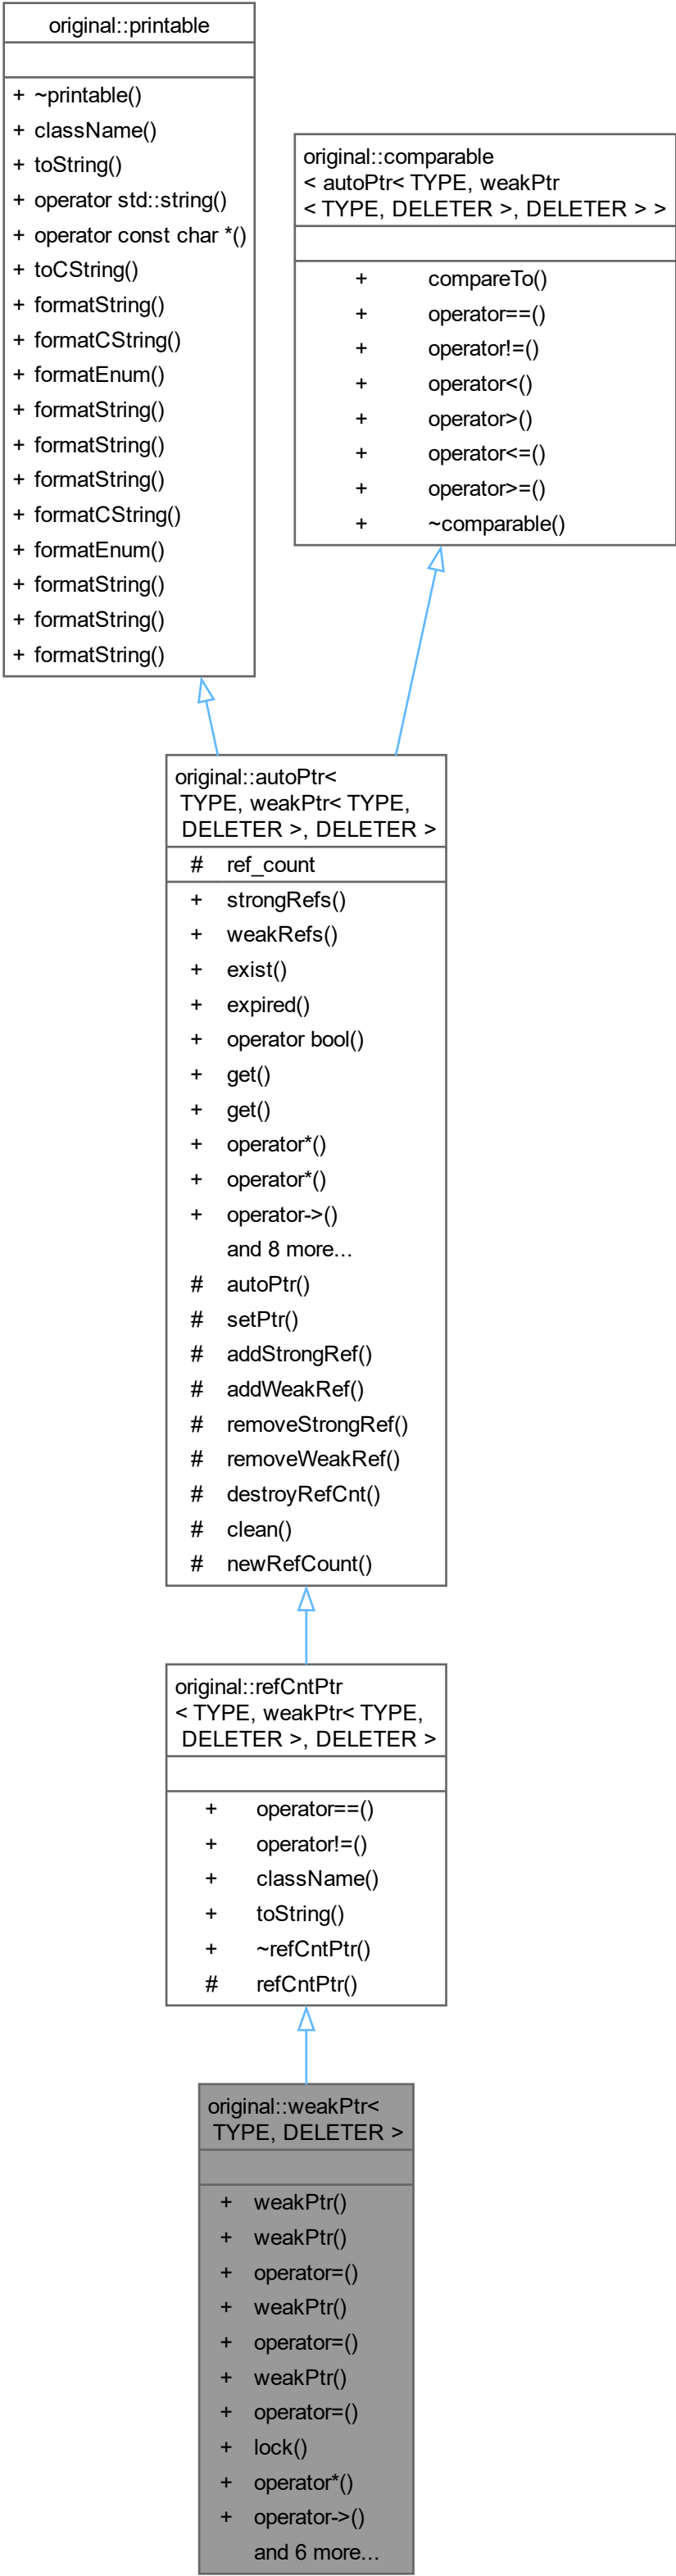 original::printable
+ ~printable()
+ className()
+ toString()
+ operator std::string()
+ operator const char *()
+ toCString()
+ formatString()
+ formatCString()
+ formatEnum()
+ formatString()
+ formatString()
+ formatString()
+ formatCString()
+ formatEnum()
+ formatString()
+ formatString()
+ formatString()
original::comparable
< autoPtr< TYPE, weakPtr
< TYPE, DELETER >, DELETER > >
+ compareTo()
+ operator==()
+ operator!=()
+ operator<()
+ operator>()
+ operator<=()
+ operator>=()
+ ~comparable()
original::autoPtr<
TYPE, weakPtr< TYPE,
DELETER >, DELETER >
# ref_count
+ strongRefs()
+ weakRefs()
+ exist()
+ expired()
+ operator bool()
+ get()
+ get()
+ operator*()
+ operator*()
+ operator->()
and 8 more...
# autoPtr()
# setPtr()
# addStrongRef()
# addWeakRef()
# removeStrongRef()
# removeWeakRef()
# destroyRefCnt()
# clean()
# newRefCount()
original::refCntPtr
< TYPE, weakPtr< TYPE,
DELETER >, DELETER >
+ operator==()
+ operator!=()
+ className()
+ toString()
+ ~refCntPtr()
# refCntPtr()
original::weakPtr<
TYPE, DELETER >
+ weakPtr()
+ weakPtr()
+ operator=()
+ weakPtr()
+ operator=()
+ weakPtr()
+ operator=()
+ lock()
+ operator*()
+ operator->()
and 6 more...